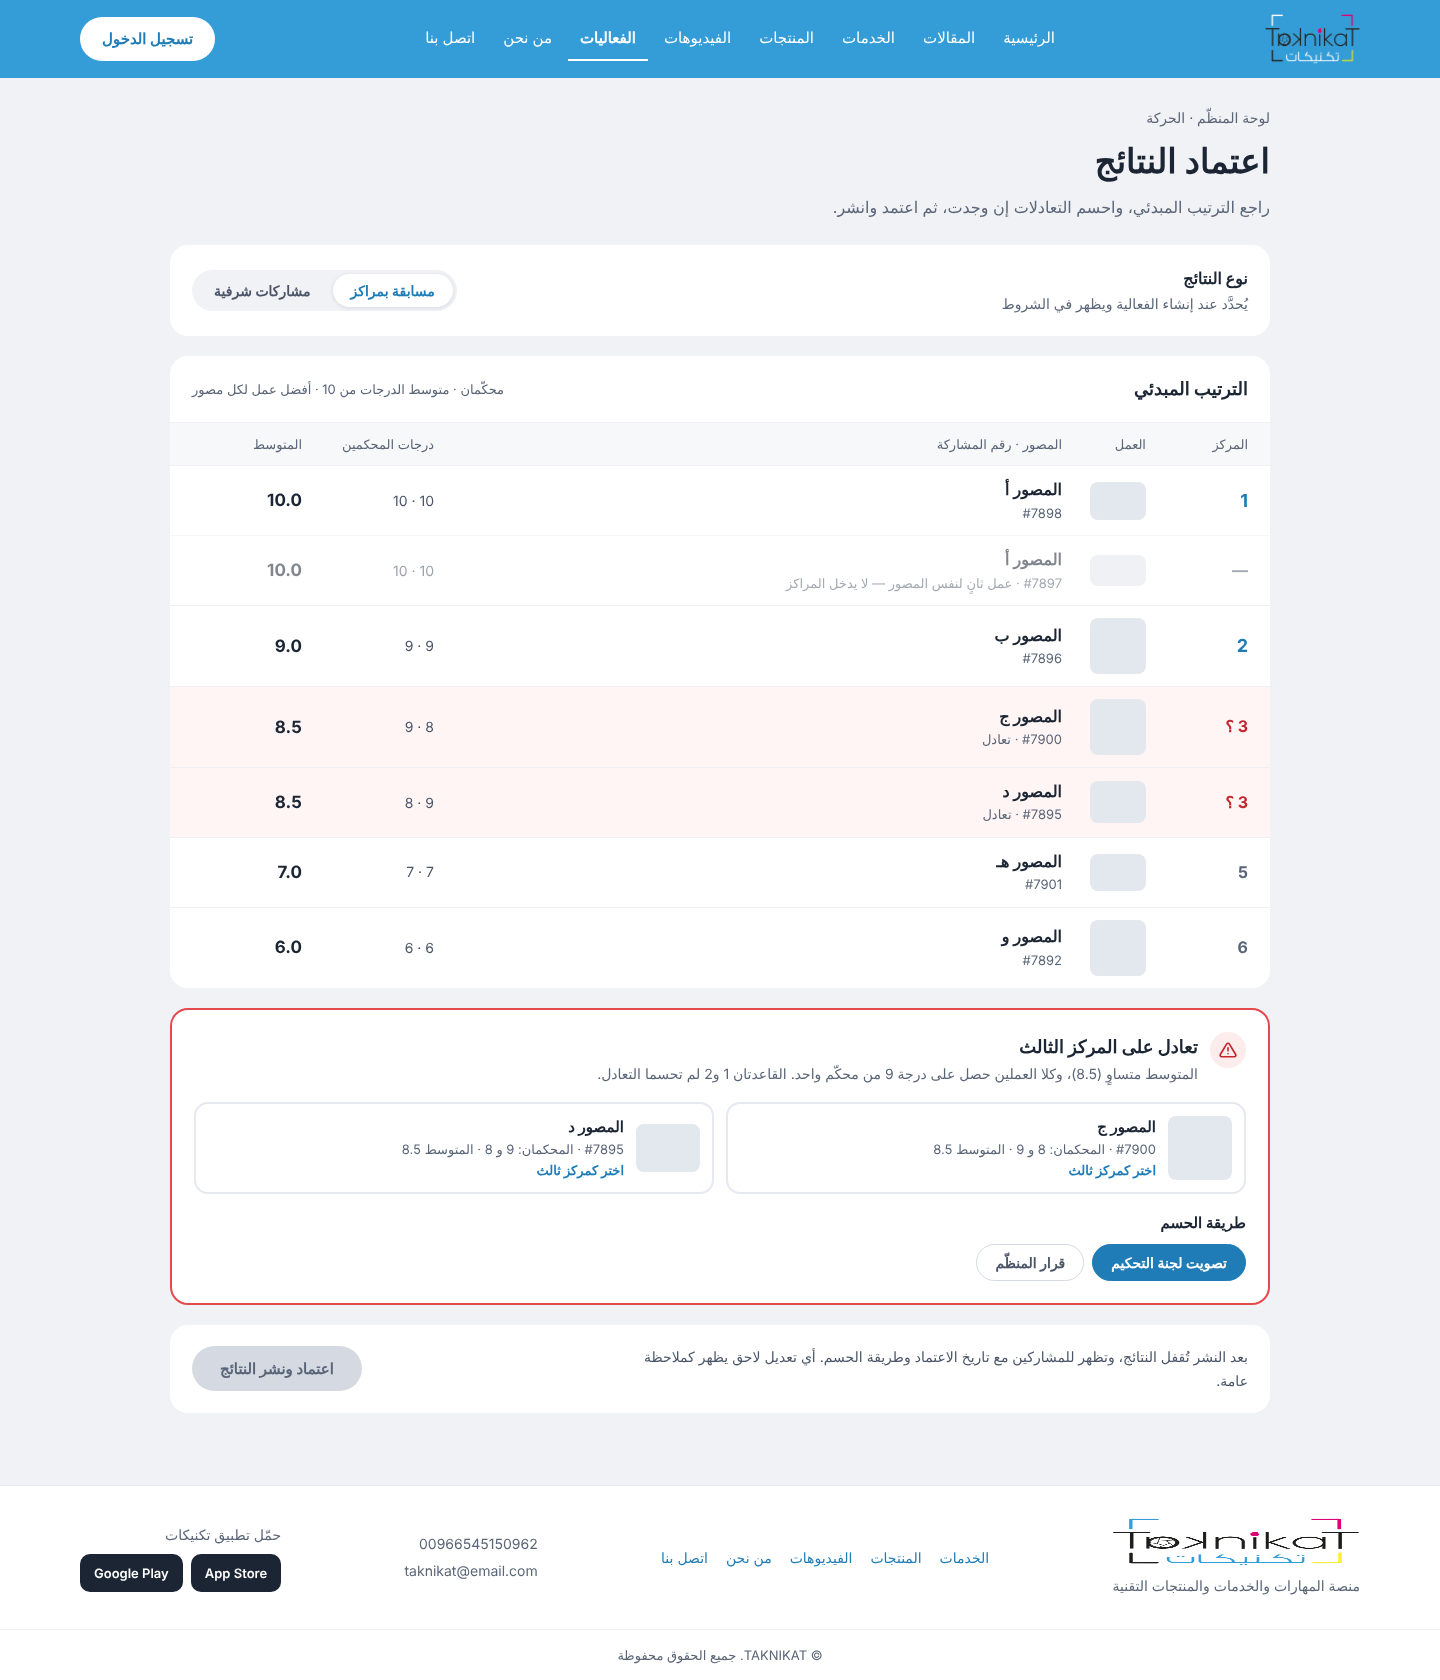 TaknikaT
تكنيكات
الرئيسية
المقالات
الخدمات
المنتجات
الفيديوهات
الفعاليات
من نحن
اتصل بنا
تسجيل الدخول
لوحة المنظّم · الحركة
اعتماد النتائج
راجع الترتيب المبدئي، واحسم التعادلات إن وجدت، ثم اعتمد وانشر.
نوع النتائج
يُحدَّد عند إنشاء الفعالية ويظهر في الشروط
مسابقة بمراكز
مشاركات شرفية
الترتيب المبدئي
محكّمان · متوسط الدرجات من 10 · أفضل عمل لكل مصور
المركز العمل المصور · رقم المشاركة درجات المحكمين المتوسط
1 المصور أ 10 · 10 10.0
#7898
— المصور أ 10 · 10 10.0
#7897 · عمل ثانٍ لنفس المصور — لا يدخل المراكز
2 المصور ب 9 · 9 9.0
#7896
3 ؟ المصور ج 8 · 9 8.5
#7900 · تعادل
3 ؟ المصور د 9 · 8 8.5
#7895 · تعادل
5 المصور هـ 7 · 7 7.0
#7901
6 المصور و 6 · 6 6.0
#7892
تعادل على المركز الثالث
المتوسط متساوٍ (8.5)، وكلا العملين حصل على درجة 9 من محكّم واحد. القاعدتان 1 و2 لم تحسما التعادل.
المصور ج
#7900 · المحكمان: 8 و 9 · المتوسط 8.5
اختر كمركز ثالث
المصور د
#7895 · المحكمان: 9 و 8 · المتوسط 8.5
اختر كمركز ثالث
طريقة الحسم
تصويت لجنة التحكيم
قرار المنظّم
بعد النشر تُقفل النتائج، وتظهر للمشاركين مع تاريخ الاعتماد وطريقة الحسم. أي تعديل لاحق يظهر كملاحظة
عامة.
اعتماد ونشر النتائج
TaknikaT
تكنيكات
منصة المهارات والخدمات والمنتجات التقنية
الخدمات
المنتجات
الفيديوهات
من نحن
اتصل بنا
00966545150962
taknikat@email.com
حمّل تطبيق تكنيكات
App Store
Google Play
© TAKNIKAT. جميع الحقوق محفوظة